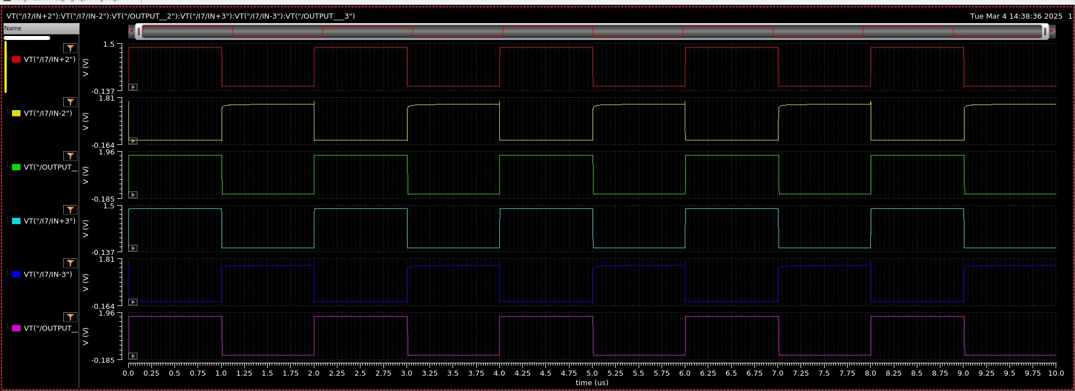 VT("/I7/IN+2");VT("/I7/IN-2");VT("/OUTPUT__2");VT("/I7/IN+3");VT("/I7/IN-3");VT("/OUTPUT___3")
Tue Mar 4 14:38:36 2025 1
Name
VT("/I7/IN+2")
V (V)
1.5
-0.137
VT("/I7/IN-2")
V (V)
1.81
-0.164
VT("/OUTPUT__
V (V)
1.96
-0.185
VT("/I7/IN+3")
V (V)
1.5
-0.137
VT("/I7/IN-3")
V (V)
1.81
-0.164
VT("/OUTPUT__
V (V)
1.96
-0.185
0.0 0.25 0.5 0.75 1.0 1.25 1.5 1.75 2.0 2.25 2.5 2.75 3.0 3.25 3.5 3.75 4.0 4.25 4.5 4.75 5.0 5.25 5.5 5.75 6.0 6.25 6.5 6.75 7.0 7.25 7.5 7.75 8.0 8.25 8.5 8.75 9.0 9.25 9.5 9.75 10.0
time (us)